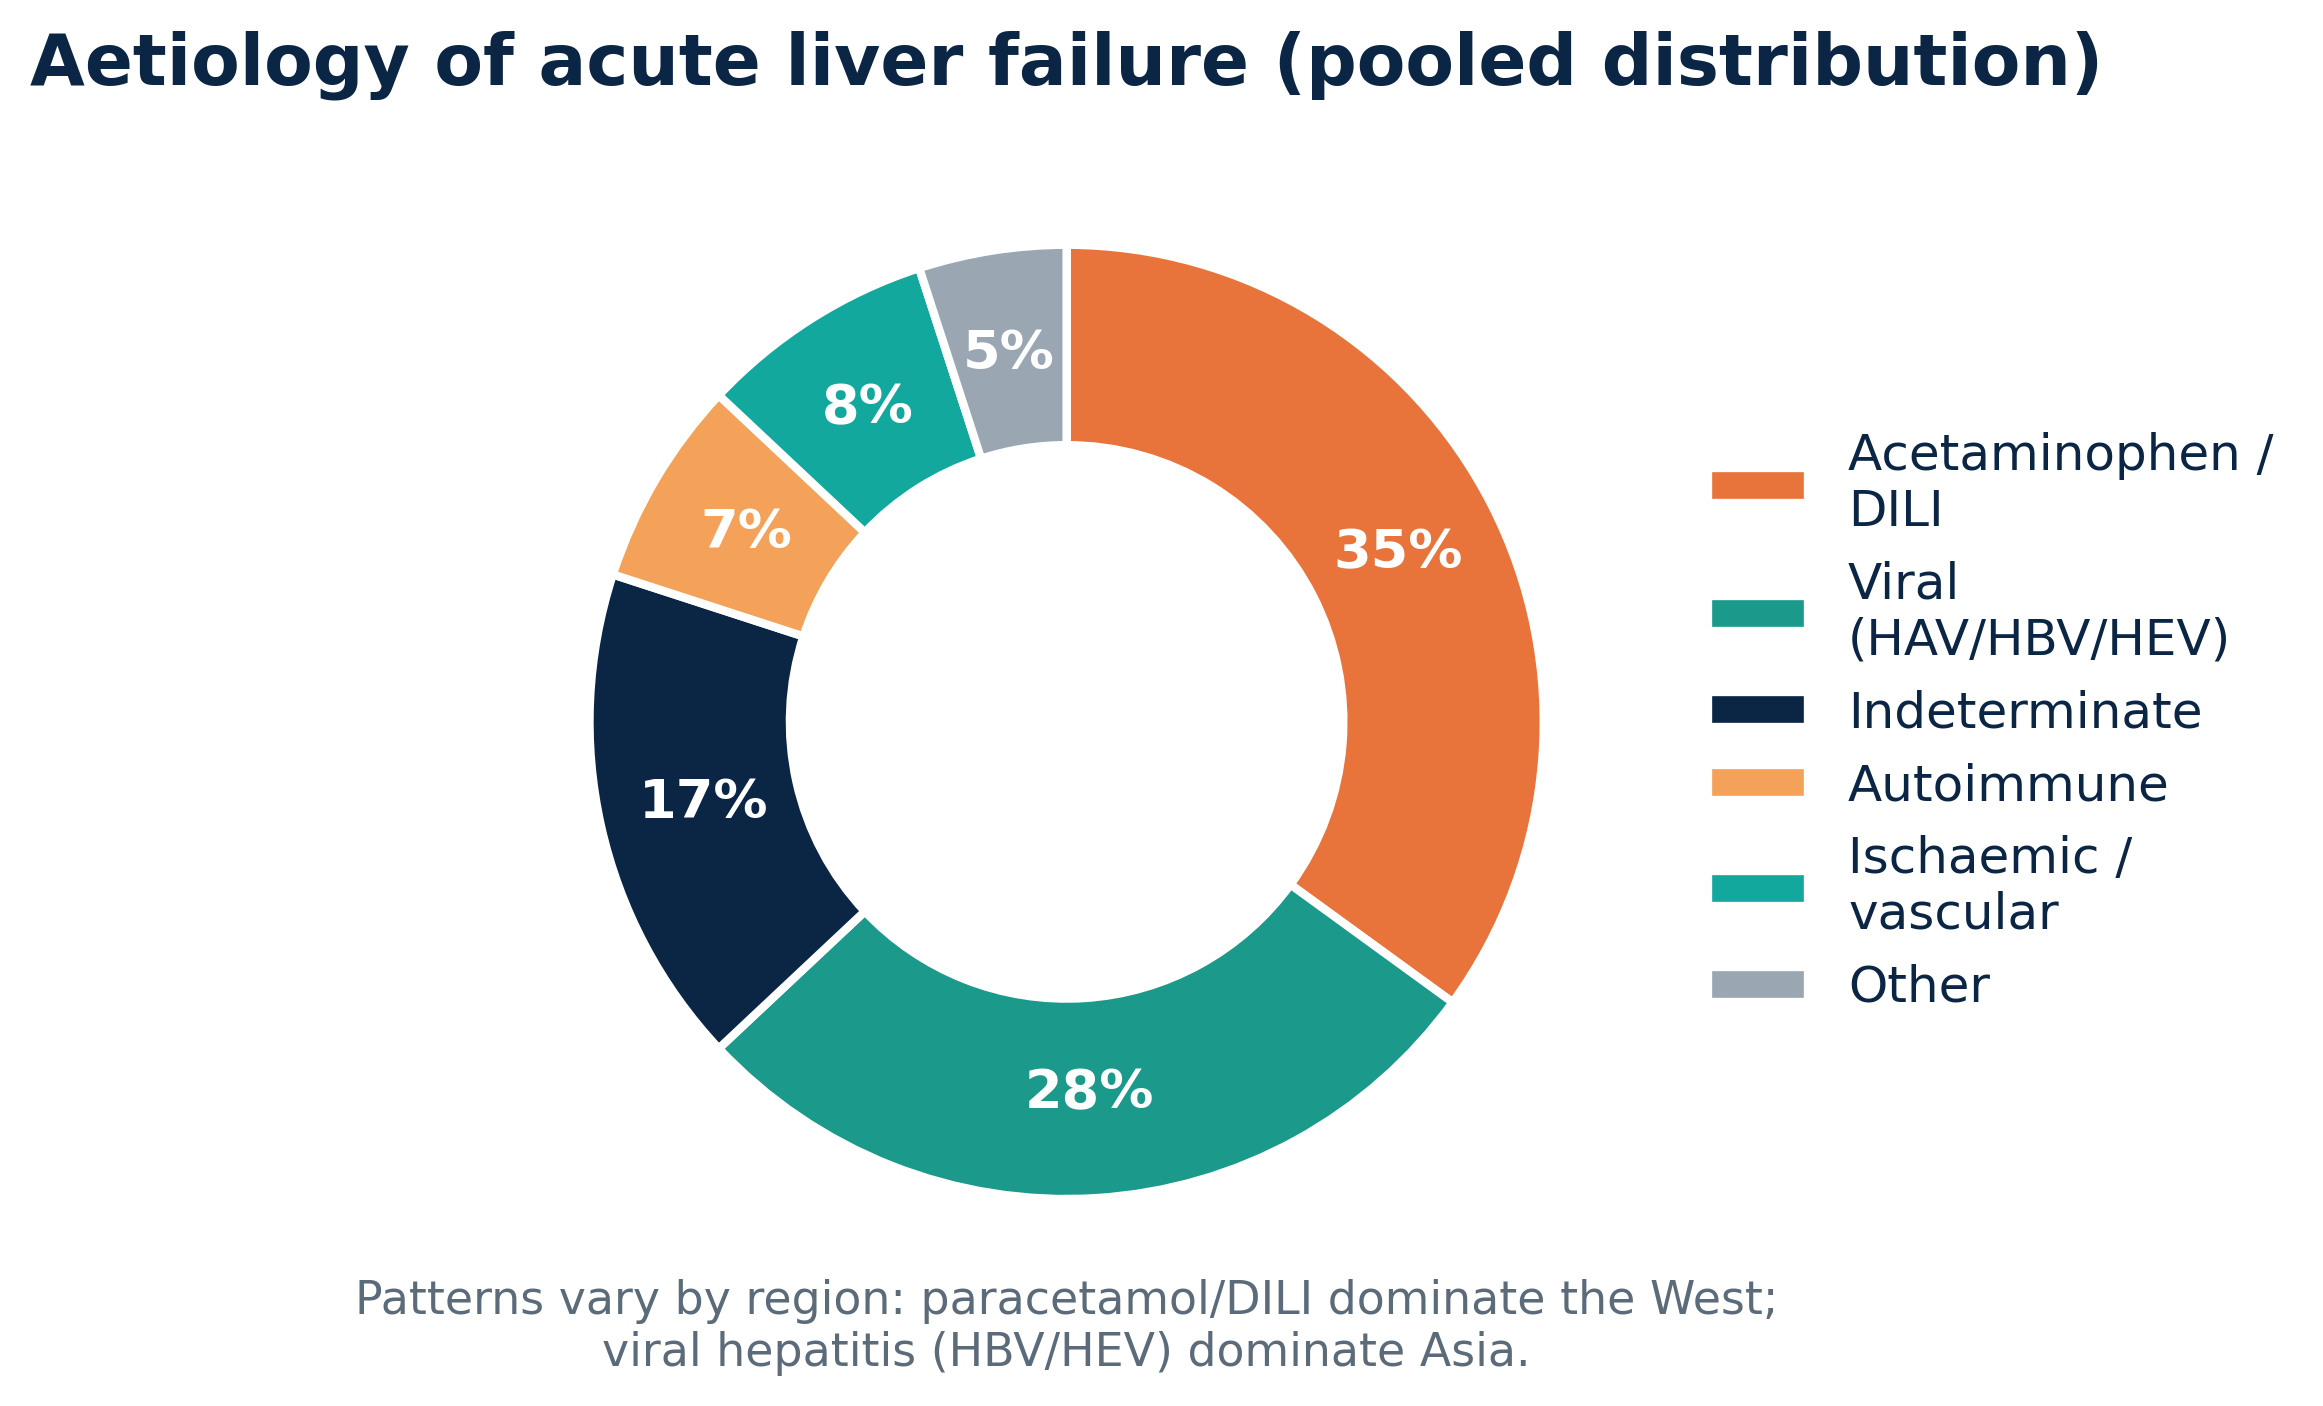 Aetiology of acute liver failure (pooled distribution)
5%
8%
35%
7%
17%
28%
Acetaminophen /
DILI
Viral
(HAV/HBV/HEV)
Indeterminate
Autoimmune
Ischaemic /
vascular
Other
Patterns vary by region: paracetamol/DILI dominate the West;
viral hepatitis (HBV/HEV) dominate Asia.